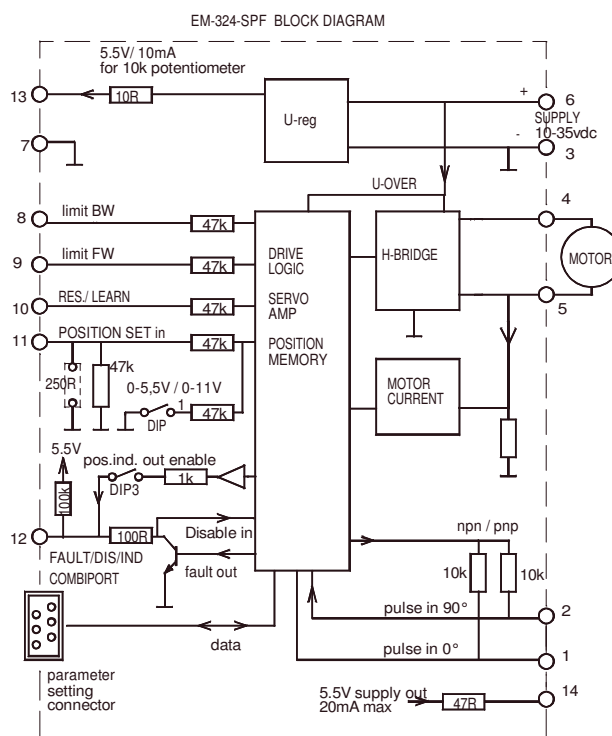 EM-324-SPF BLOCK DIAGRAM
5.5V/ 10mA
for 10k potentiometer
13
10R
U-reg
+
6
SUPPLY
10-35vdc
-
3
7
U-OVER
8
limit BW
47k
9
limit FW
47k
10
RES./ LEARN
47k
11
POSITION SET in
47k
DRIVE
LOGIC
SERVO
AMP
POSITION
MEMORY
H-BRIDGE
4
MOTOR
5
250R
47k
0-5,5V / 0-11V
1
DIP
47k
MOTOR
CURRENT
5.5V
pos.ind. out enable
DIP3
1k
100k
12
100R
Disable in
FAULT/DIS/IND
COMBIPORT
fault out
npn / pnp
10k
10k
pulse in 90°
2
pulse in 0°
1
data
parameter
setting
connector
5.5V supply out
20mA max
47R
14